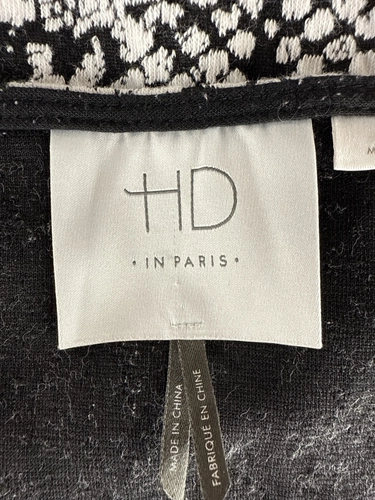 HD
• IN PARIS •
M
MADE IN CHINA
FABRIQUE EN CHINE